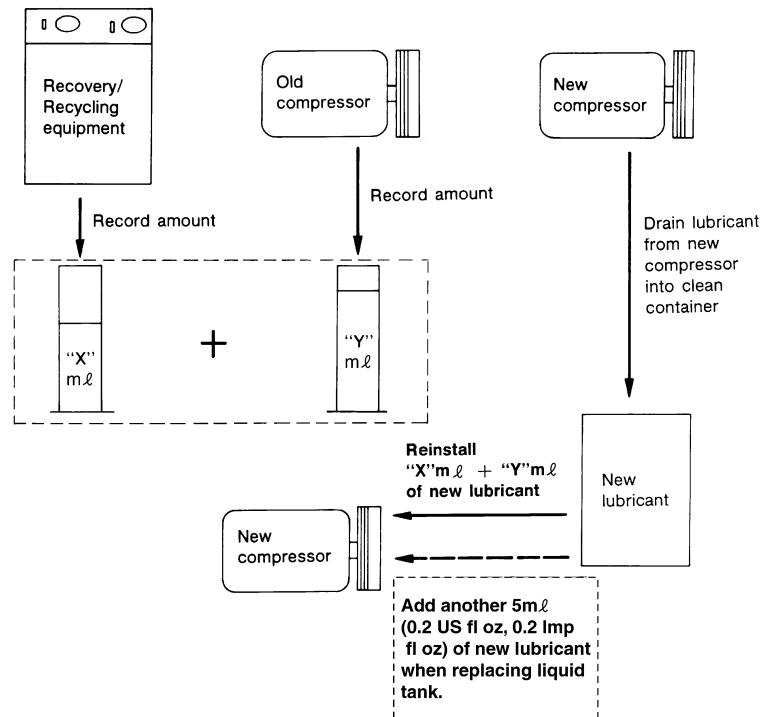 Recovery/
Recycling
equipment
Old
compressor
New
compressor
Record amount
Record amount
Drain lubricant
from new
compressor
into clean
container
“X”
mℓ
+
“Y”
mℓ
Reinstall
“X”mℓ + “Y”mℓ
of new lubricant
New
lubricant
New
compressor
Add another 5mℓ
(0.2 US fl oz, 0.2 Imp
fl oz) of new lubricant
when replacing liquid
tank.